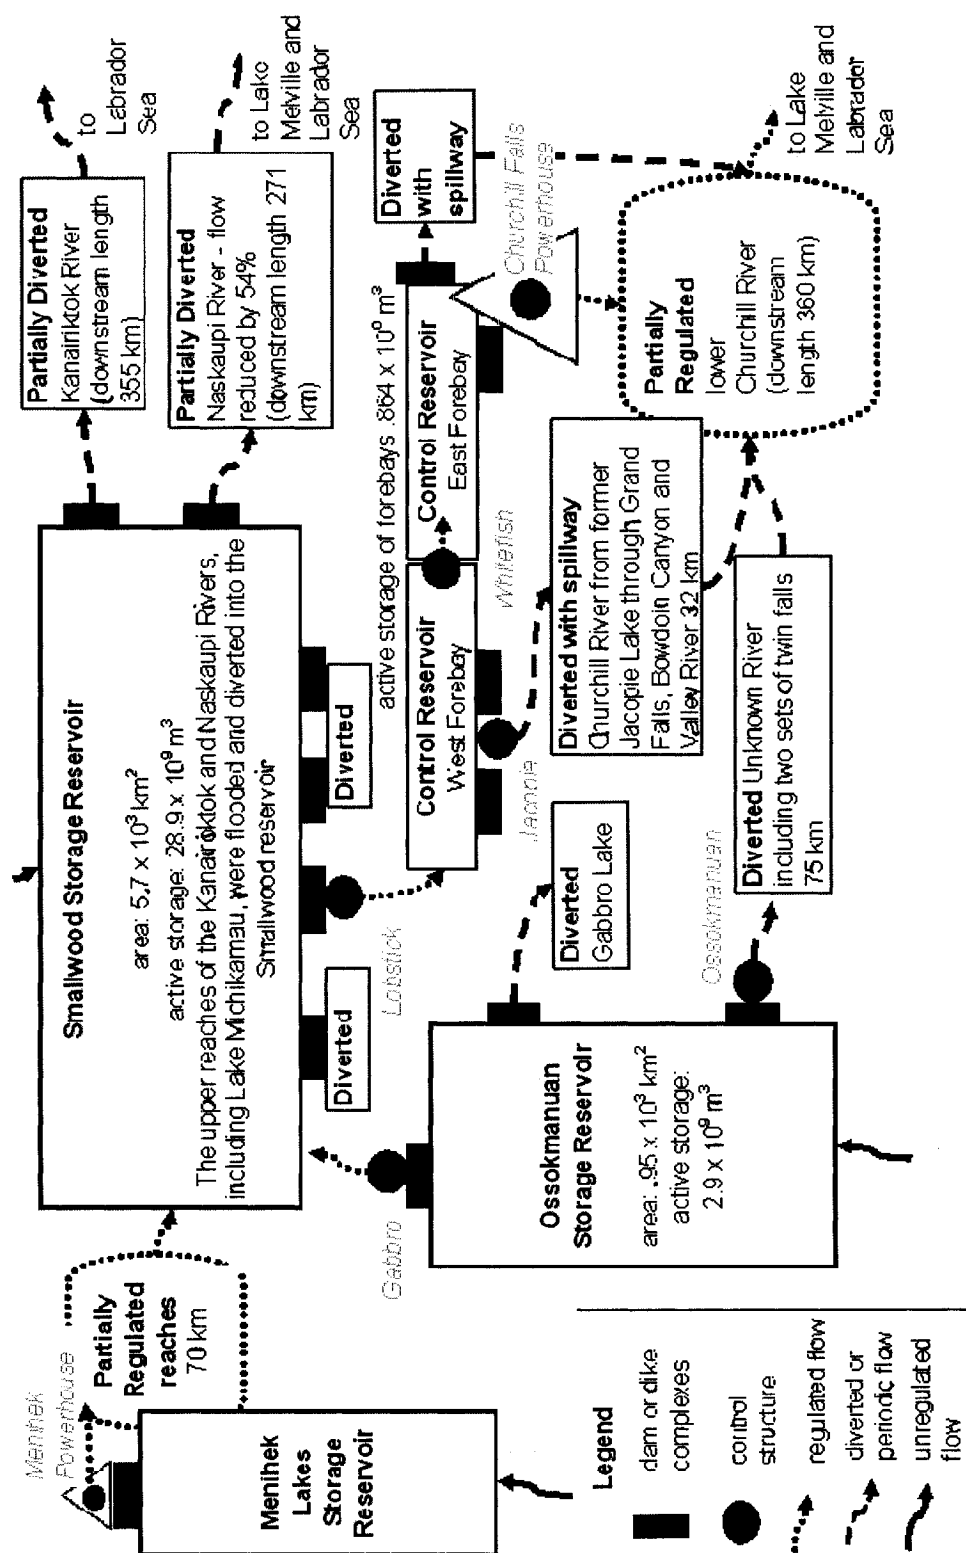 Menihek
Powerhouse
Partially
Regulated
reaches
70 km
Menihek
Lakes
Storage
Reservoir
Smallwood Storage Reservoir
area: 5.7 x 10³ km²
active storage: 28.9 x 10⁹ m³
The upper reaches of the Kanairiktok and Naskaupi Rivers,
including Lake Michikamau, were flooded and diverted into the
Smallwood reservoir
Partially Diverted
Kanairiktok River
(downstream length
355 km)
to
Labrador
Sea
Partially Diverted
Naskaupi River - flow
reduced by 54%
(downstream length 271
km)
to Lake
Melville and
Labrador
Sea
Diverted
Diverted
Lobstick
Gabbro
active storage of forebays .864 x 10⁹ m³
Control Reservoir
West Forebay
Control Reservoir
East Forebay
Jacopie
Whitefish
Diverted
with
spillway
Churchill Falls
Powerhouse
Ossokmanuan
Storage Reservoir
area: .95 x 10³ km²
active storage:
2.9 x 10⁹ m³
Diverted
Gabbro Lake
Diverted with spillway
Churchill River from former
Jacopie Lake through Grand
Falls, Bowdoin Canyon and
Valley River 32 km
Partially
Regulated
lower
Churchill River
(downstream
length 360 km)
to Lake
Melville and
Labrador
Sea
Ossokmanuan
Diverted Unknown River
including two sets of twin falls
75 km
Legend
dam or dike
complexes
control
structure
regulated flow
diverted or
periodic flow
unregulated
flow